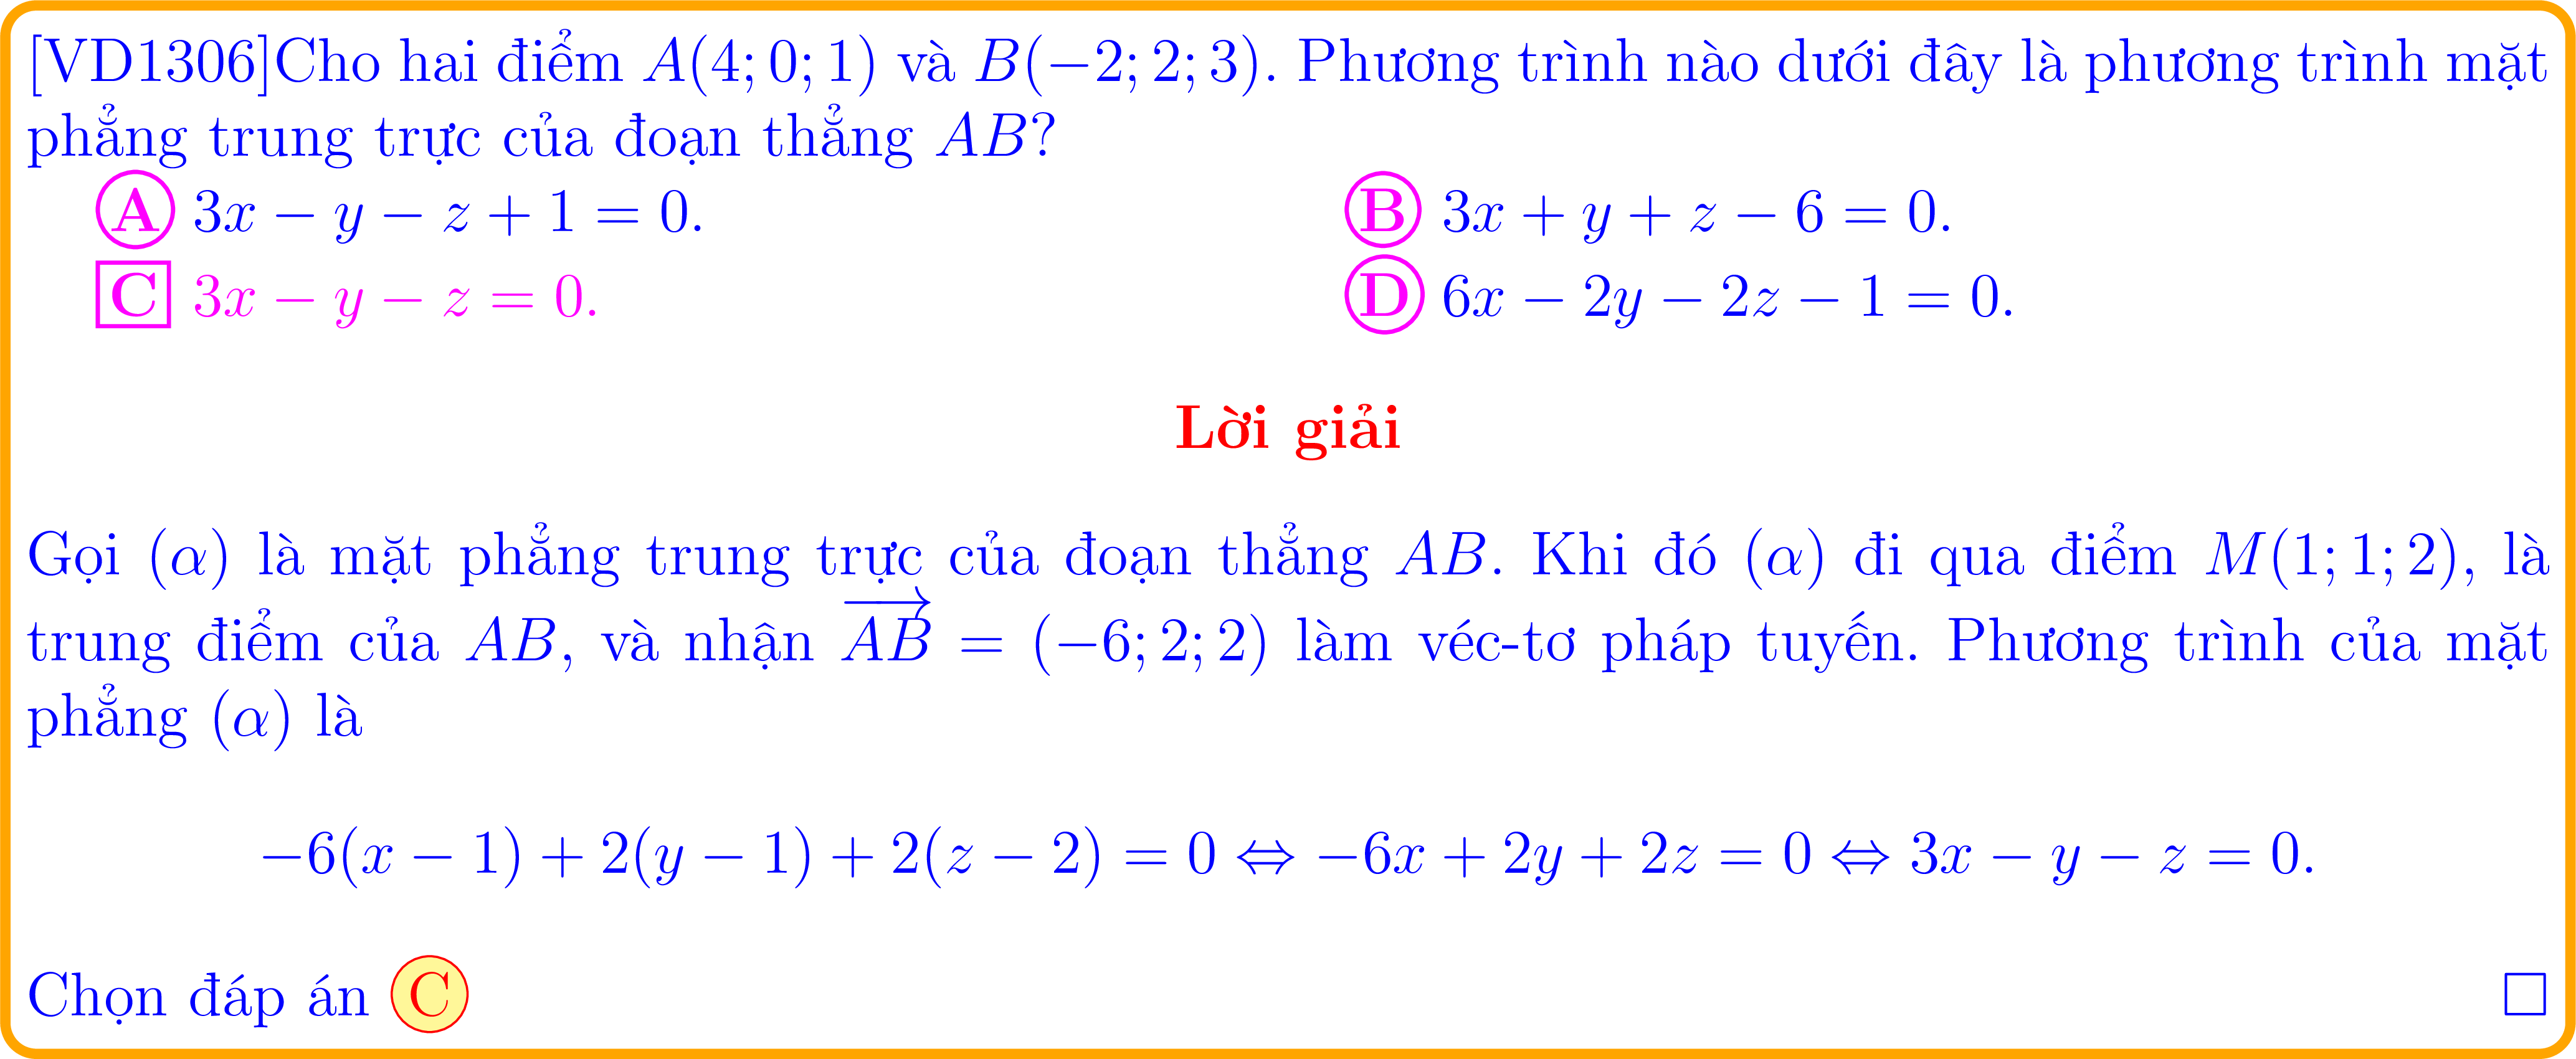 [VD1306]Cho hai điểm A(4; 0; 1) và B(−2; 2; 3). Phương trình nào dưới đây là phương trình mặt
phẳng trung trực của đoạn thẳng AB?
A 3x − y − z + 1 = 0. B 3x + y + z − 6 = 0.
C 3x − y − z = 0. D 6x − 2y − 2z − 1 = 0.
Lời giải
Gọi (α) là mặt phẳng trung trực của đoạn thẳng AB. Khi đó (α) đi qua điểm M(1; 1; 2), là
trung điểm của AB, và nhận \overrightarrow{AB} = (−6; 2; 2) làm véc-tơ pháp tuyến. Phương trình của mặt
phẳng (α) là
−6(x − 1) + 2(y − 1) + 2(z − 2) = 0 ⇔ −6x + 2y + 2z = 0 ⇔ 3x − y − z = 0.
Chọn đáp án C □